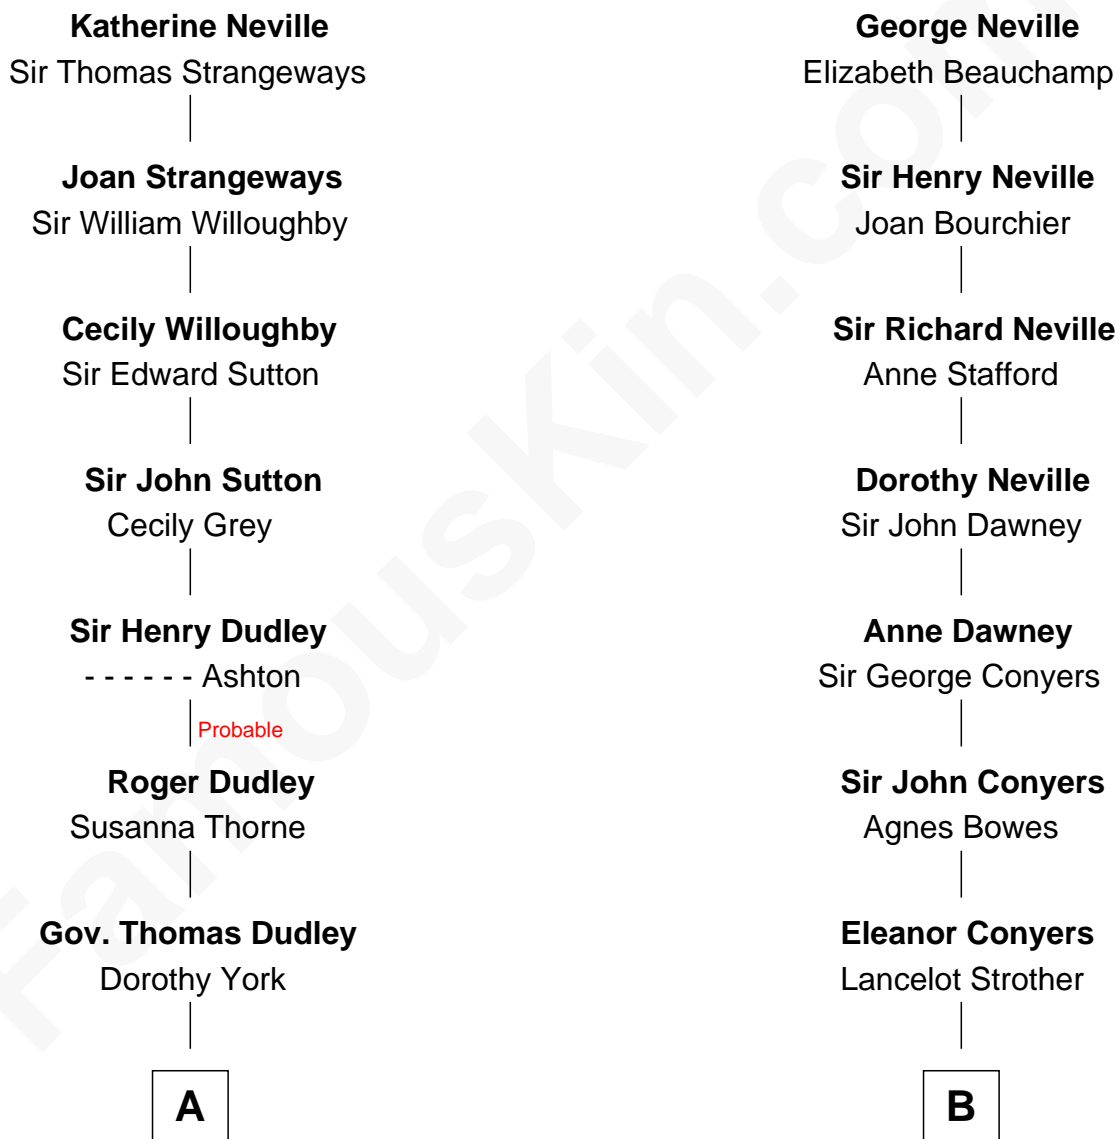 Katherine Neville
Sir Thomas Strangeways
Joan Strangeways
Sir William Willoughby
Cecily Willoughby
Sir Edward Sutton
Sir John Sutton
Cecily Grey
Sir Henry Dudley
- - - - - - Ashton
Probable
Roger Dudley
Susanna Thorne
Gov. Thomas Dudley
Dorothy York
A
George Neville
Elizabeth Beauchamp
Sir Henry Neville
Joan Bourchier
Sir Richard Neville
Anne Stafford
Dorothy Neville
Sir John Dawney
Anne Dawney
Sir George Conyers
Sir John Conyers
Agnes Bowes
Eleanor Conyers
Lancelot Strother
B
FamousKin.com